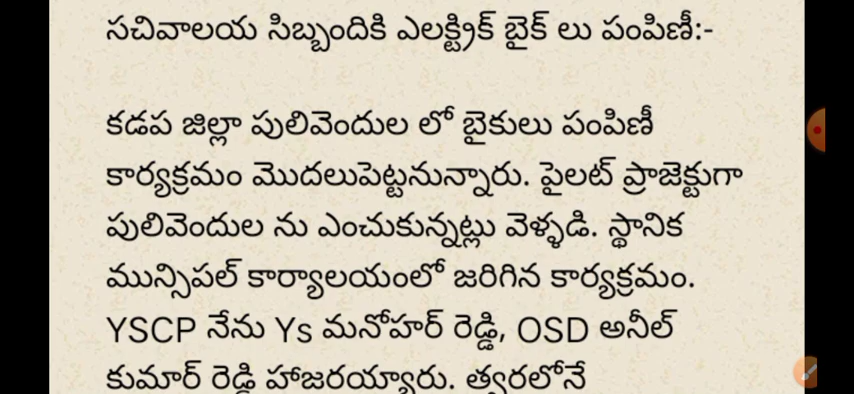 సచివాలయ సిబ్బందికి ఎలక్ట్రిక్ బైక్ లు పంపిణీ:-
కడప జిల్లా పులివెందుల లో బైకులు పంపిణీ
కార్యక్రమం మొదలుపెట్టనున్నారు. పైలట్ ప్రాజెక్టుగా
పులివెందుల ను ఎంచుకున్నట్లు వెళ్ళడి. స్థానిక
మున్సిపల్ కార్యాలయంలో జరిగిన కార్యక్రమం.
YSCP నేను Ys మనోహర్ రెడ్డి, OSD అనీల్
కుమార్ రెడ్డి హాజరయ్యారు. త్వరలోనే